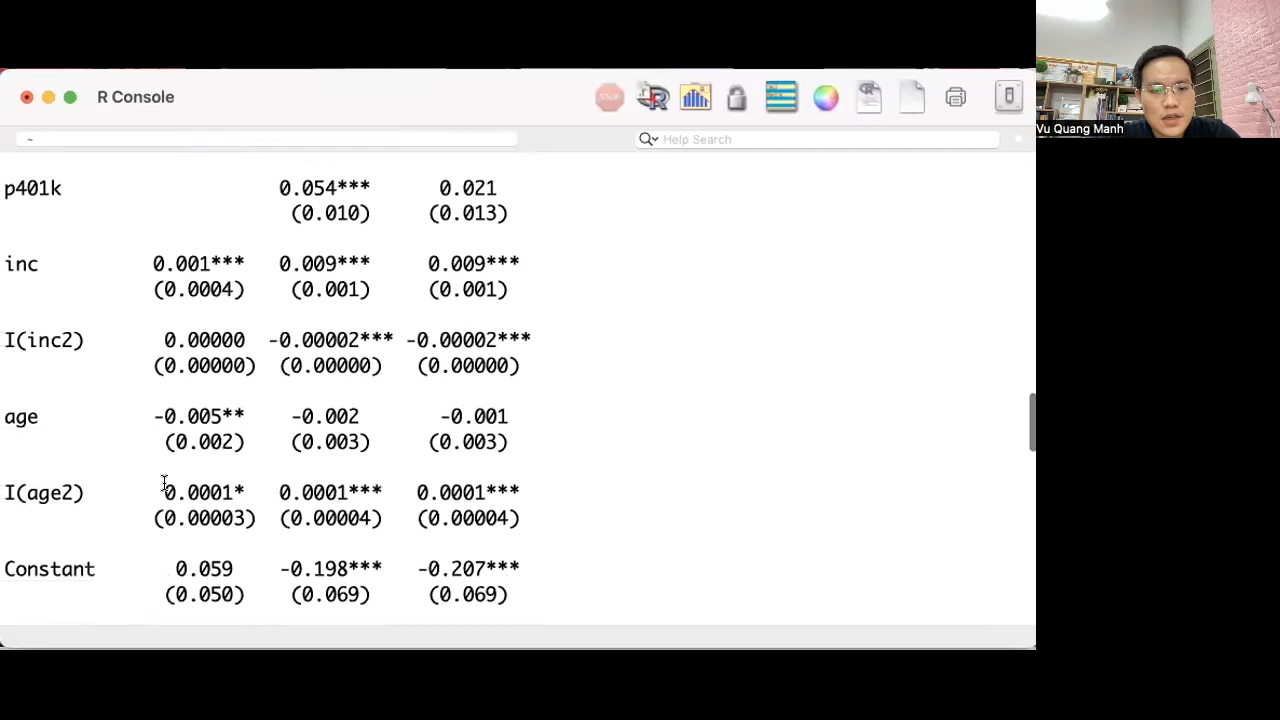 R Console
STOP
~
Help Search
Vu Quang Manh
p401k 0.054*** 0.021
(0.010) (0.013)
inc 0.001*** 0.009*** 0.009***
(0.0004) (0.001) (0.001)
I(inc2) 0.00000 -0.00002*** -0.00002***
(0.00000) (0.00000) (0.00000)
age -0.005** -0.002 -0.001
(0.002) (0.003) (0.003)
I(age2) 0.0001* 0.0001*** 0.0001***
(0.00003) (0.00004) (0.00004)
Constant 0.059 -0.198*** -0.207***
(0.050) (0.069) (0.069)